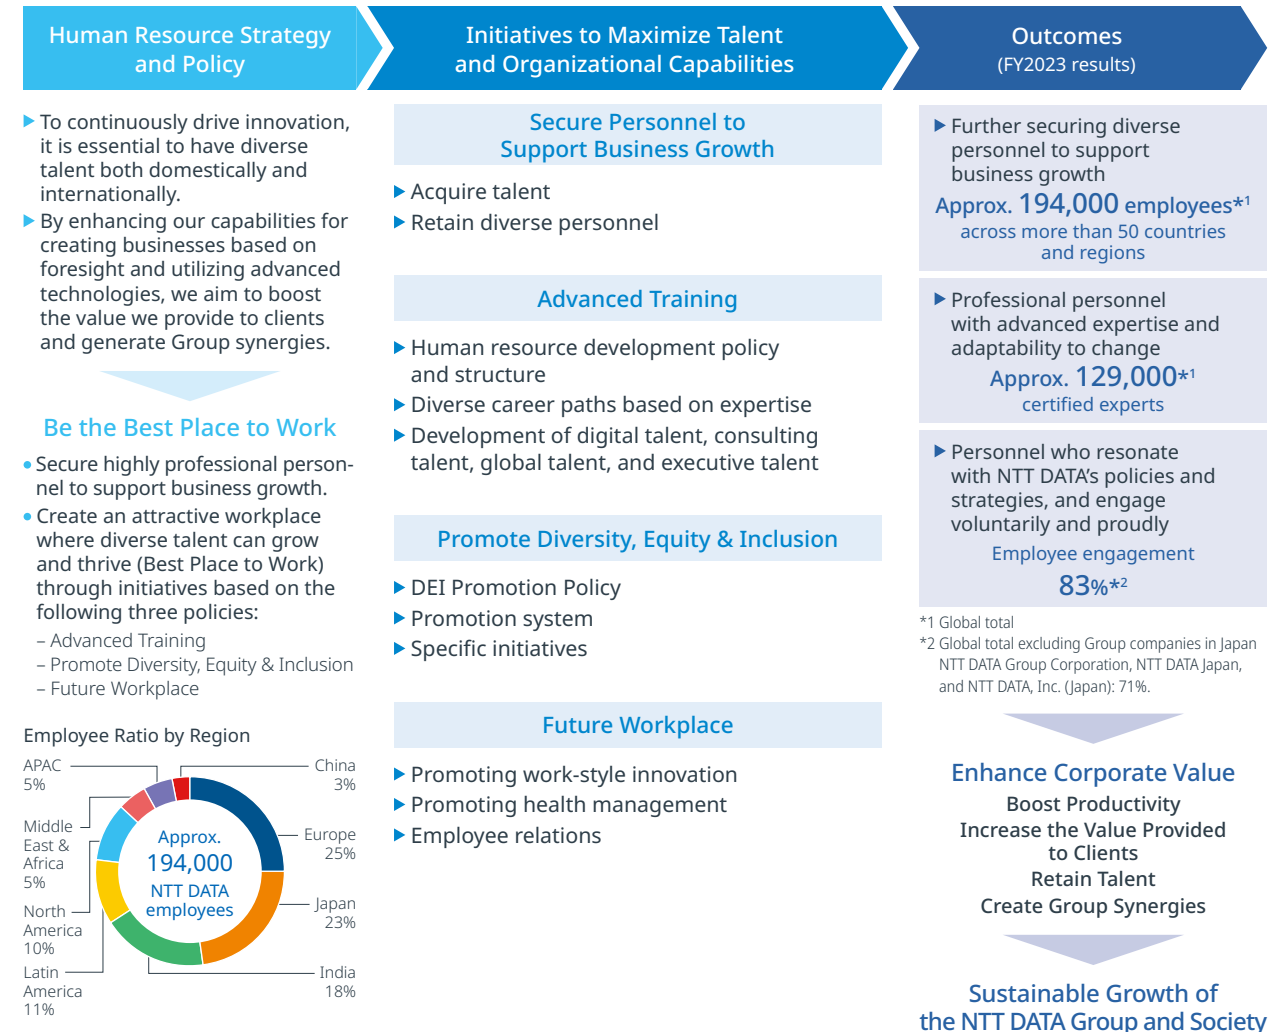 Human Resource Strategy
and Policy
▶ To continuously drive innovation,
it is essential to have diverse
talent both domestically and
internationally.
▶ By enhancing our capabilities for
creating businesses based on
foresight and utilizing advanced
technologies, we aim to boost
the value we provide to clients
and generate Group synergies.
Be the Best Place to Work
• Secure highly professional person-
nel to support business growth.
• Create an attractive workplace
where diverse talent can grow
and thrive (Best Place to Work)
through initiatives based on the
following three policies:
– Advanced Training
– Promote Diversity, Equity & Inclusion
– Future Workplace
Employee Ratio by Region
APAC
5%
Middle
East &
Africa
5%
North
America
10%
Latin
America
11%
China
3%
Europe
25%
Japan
23%
India
18%
Approx.
194,000
NTT DATA
employees
Initiatives to Maximize Talent
and Organizational Capabilities
Secure Personnel to
Support Business Growth
▶ Acquire talent
▶ Retain diverse personnel
Advanced Training
▶ Human resource development policy
and structure
▶ Diverse career paths based on expertise
▶ Development of digital talent, consulting
talent, global talent, and executive talent
Promote Diversity, Equity & Inclusion
▶ DEI Promotion Policy
▶ Promotion system
▶ Specific initiatives
Future Workplace
▶ Promoting work-style innovation
▶ Promoting health management
▶ Employee relations
Outcomes
(FY2023 results)
▶ Further securing diverse
personnel to support
business growth
Approx. 194,000 employees*1
across more than 50 countries
and regions
▶ Professional personnel
with advanced expertise and
adaptability to change
Approx. 129,000*1
certified experts
▶ Personnel who resonate
with NTT DATA’s policies and
strategies, and engage
voluntarily and proudly
Employee engagement
83%*2
*1 Global total
*2 Global total excluding Group companies in Japan
NTT DATA Group Corporation, NTT DATA Japan,
and NTT DATA, Inc. (Japan): 71%.
Enhance Corporate Value
Boost Productivity
Increase the Value Provided
to Clients
Retain Talent
Create Group Synergies
Sustainable Growth of
the NTT DATA Group and Society